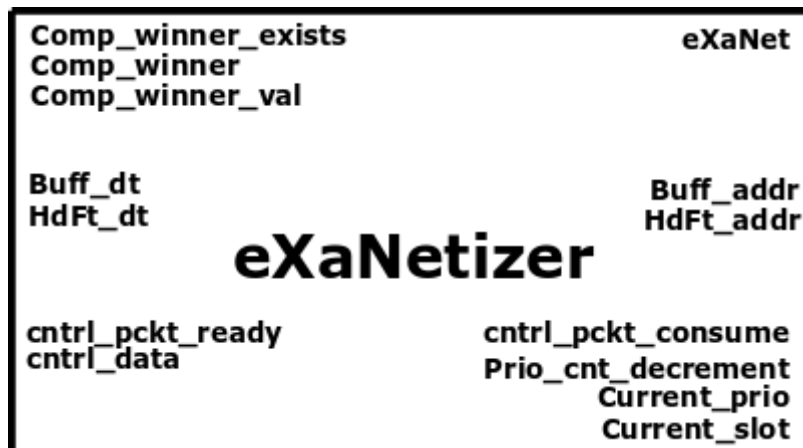 Comp_winner_exists
eXaNet
Comp_winner
Comp_winner_val
Buff_dt
Buff_addr
HdFt_dt
HdFt_addr
eXaNetizer
cntrl_pckt_ready
cntrl_pckt_consume
cntrl_data
Prio_cnt_decrement
Current_prio
Current_slot